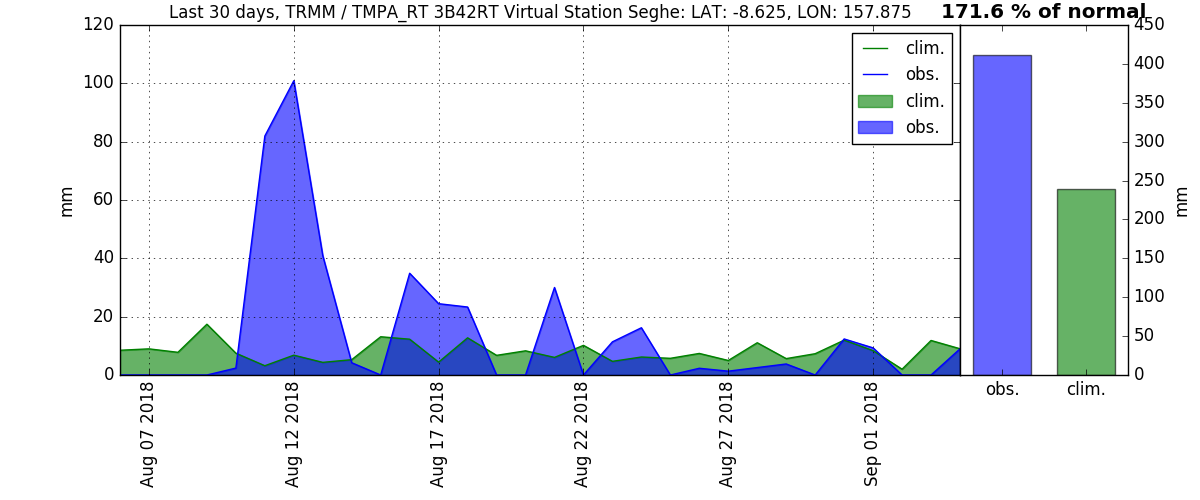 Last 30 days, TRMM / TMPA_RT 3B42RT Virtual Station Seghe: LAT: -8.625, LON: 157.875
171.6 % of normal
120
100
80
60
40
20
0
mm
clim.
obs.
clim.
obs.
450
400
350
300
250
200
150
100
50
0
mm
obs.
clim.
Aug 07 2018
Aug 12 2018
Aug 17 2018
Aug 22 2018
Aug 27 2018
Sep 01 2018